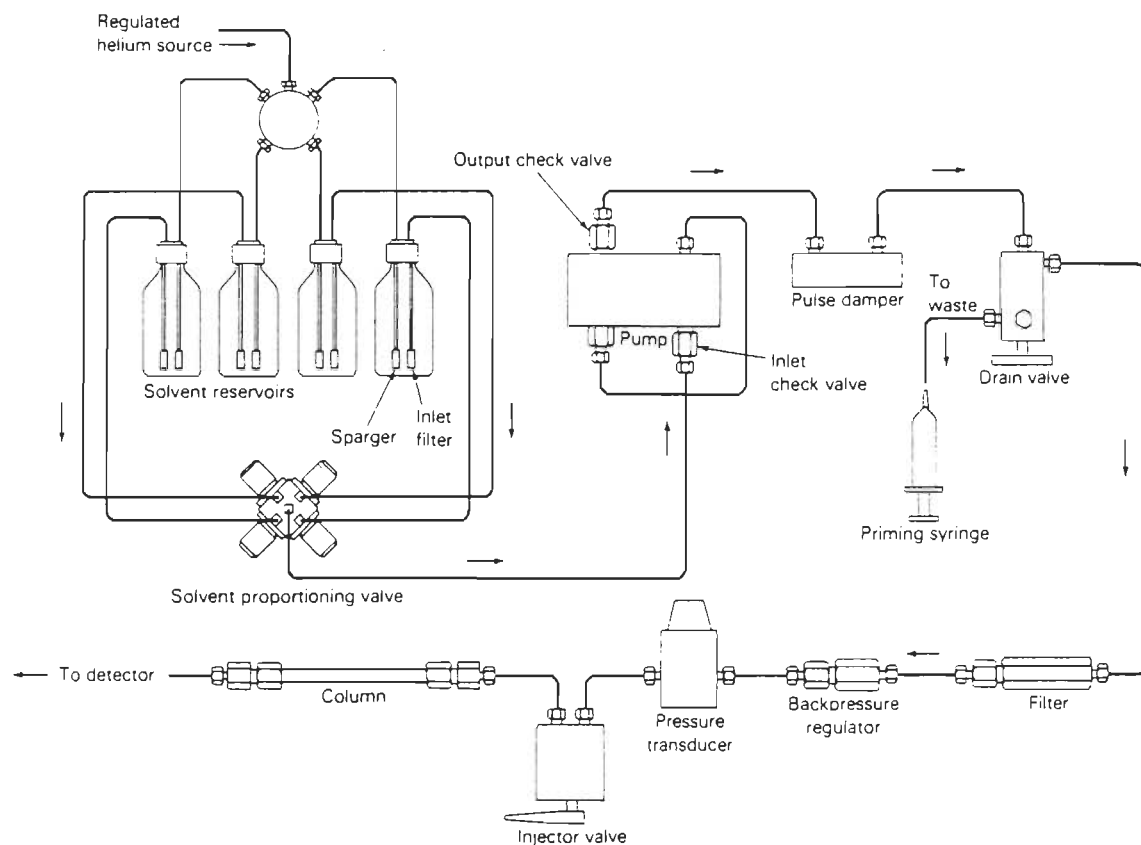 Regulated
helium source
Output check valve
Pulse damper
To
waste
Pump
Inlet
check valve
Drain valve
Solvent reservoirs
Sparger
Inlet
filter
Priming syringe
Solvent proportioning valve
To detector
Column
Pressure
transducer
Backpressure
regulator
Filter
Injector valve